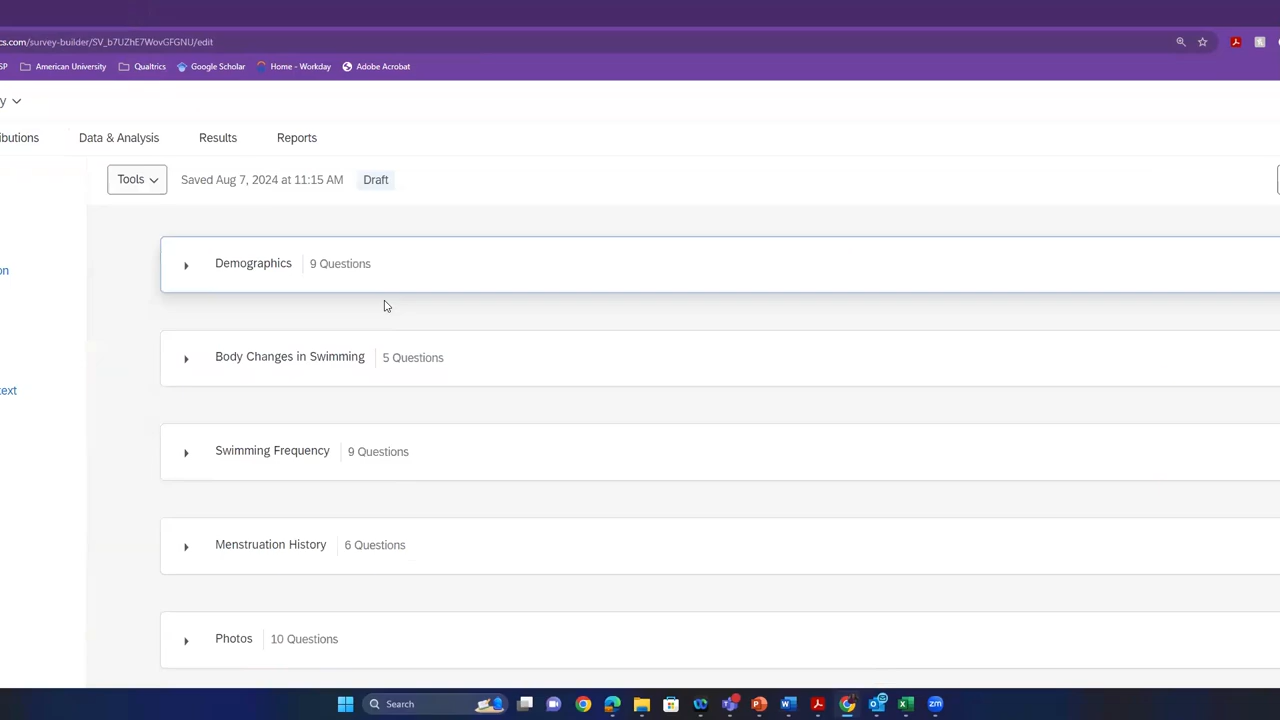 cs.com/survey-builder/SV_b7UZhE7WovGFGNU/edit
SP American University Qualtrics Google Scholar Home - Workday Adobe Acrobat
y
ibutions Data & Analysis Results Reports
Tools Saved Aug 7, 2024 at 11:15 AM Draft
Demographics 9 Questions
on
Body Changes in Swimming 5 Questions
text
Swimming Frequency 9 Questions
Menstruation History 6 Questions
Photos 10 Questions
Search